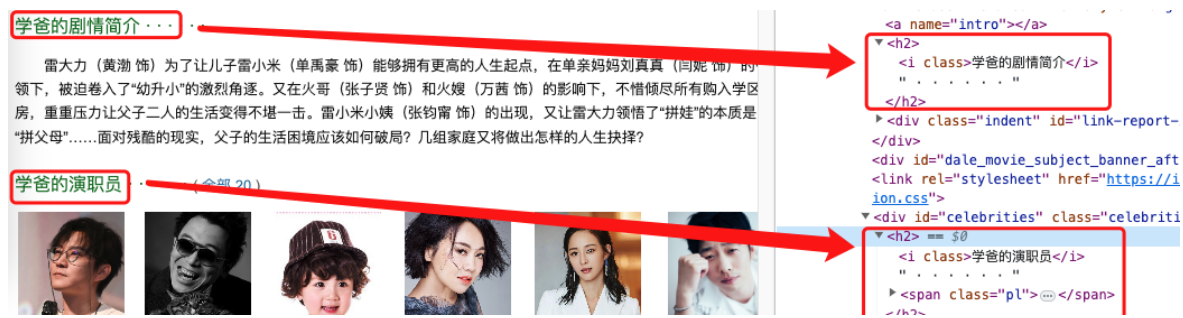 学爸的剧情简介 · · · · ·
雷大力（黄渤 饰）为了让儿子雷小米（单禹豪 饰）能够拥有更高的人生起点，在单亲妈妈刘真真（闫妮 饰）的
领下，被迫卷入了“幼升小”的激烈角逐。又在火哥（张子贤 饰）和火嫂（万茜 饰）的影响下，不惜倾尽所有购入学区
房，重重压力让父子二人的生活变得不堪一击。雷小米小姨（张钧甯 饰）的出现，又让雷大力领悟了“拼娃”的本质是
“拼父母”……面对残酷的现实，父子的生活困境应该如何破局？几组家庭又将做出怎样的人生抉择？
学爸的演职员 · · (全部 20)
<a name="intro"></a>
▼<h2>
<i class>学爸的剧情简介</i>
" · · · · · · "
</h2>
▶<div class="indent" id="link-report-
</div>
<div id="dale_movie_subject_banner_aft
<link rel="stylesheet" href="https://i
ion.css">
▼<div id="celebrities" class="celebriti
▼<h2> == $0
<i class>学爸的演职员</i>
" · · · · · · "
▶<span class="pl">…</span>
</h2>